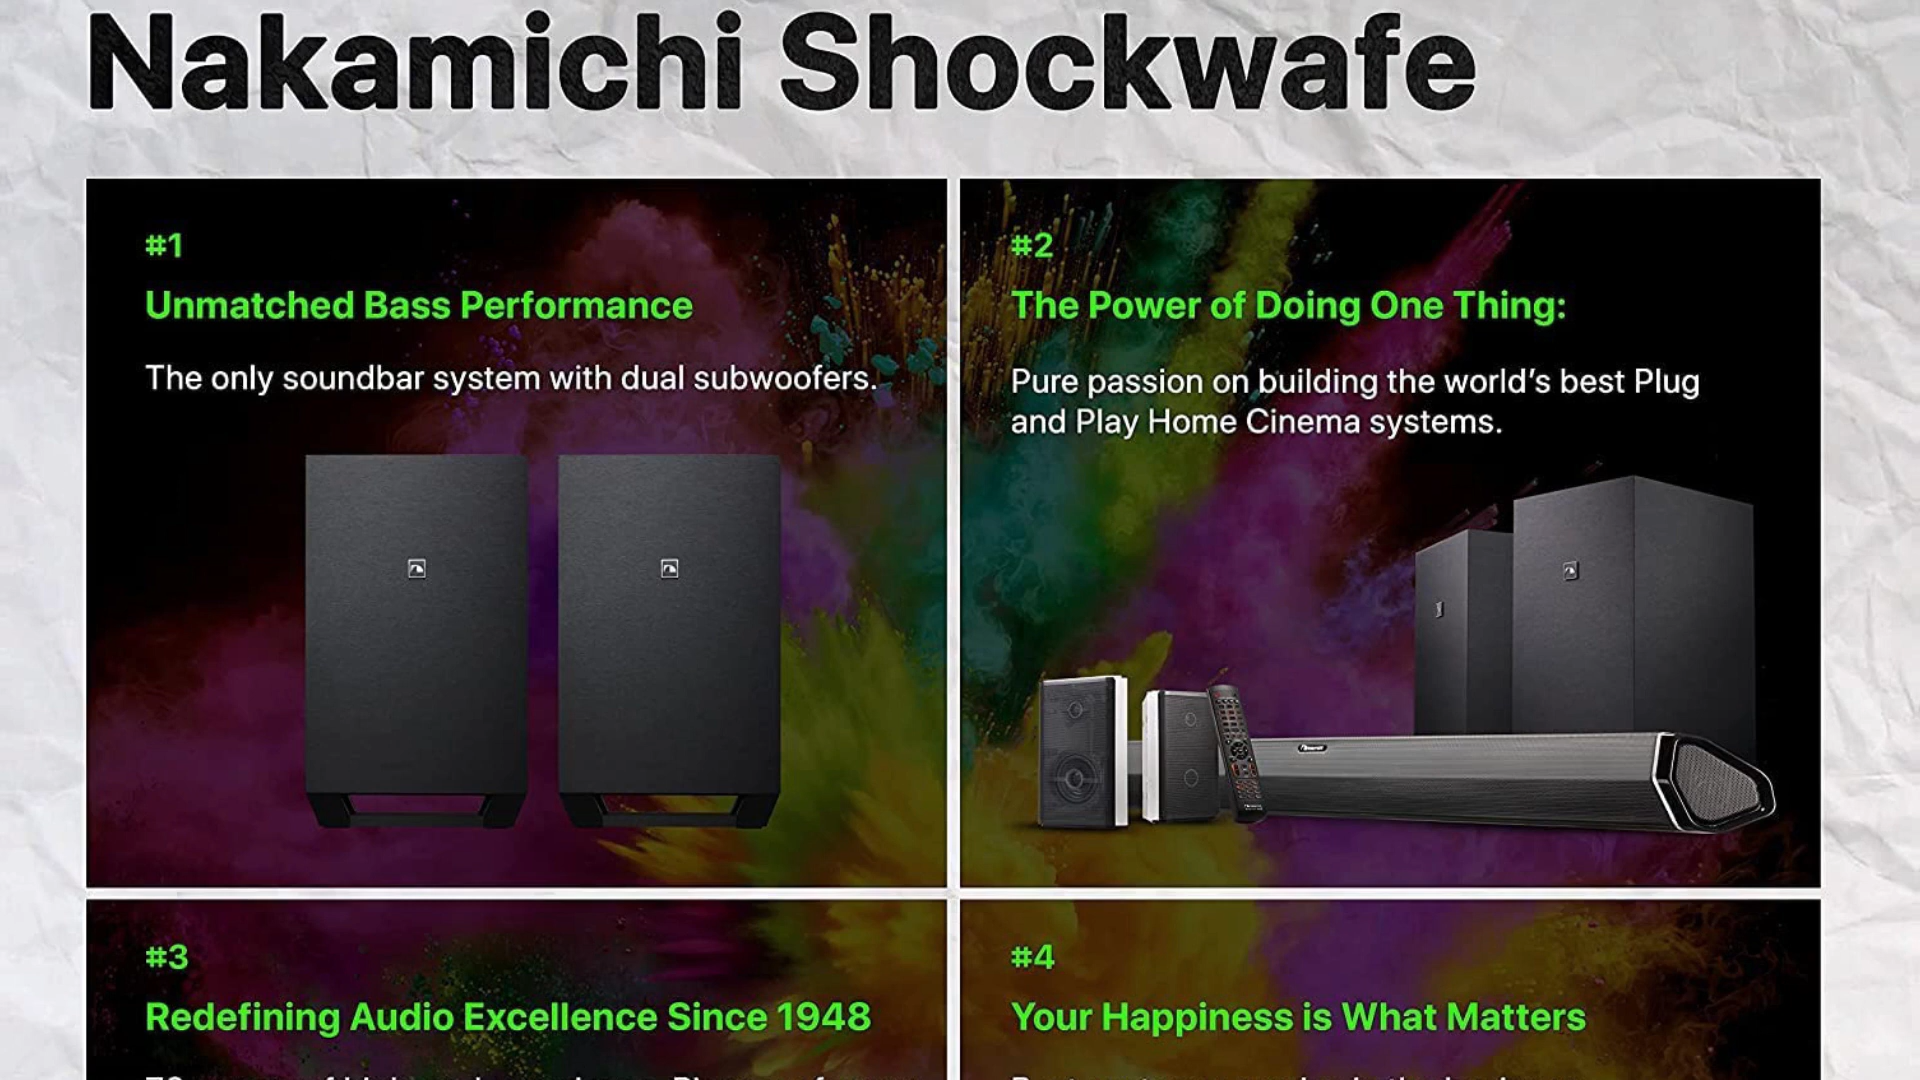 Nakamichi Shockwafe
#1
Unmatched Bass Performance
The only soundbar system with dual subwoofers.
#2
The Power of Doing One Thing:
Pure passion on building the world’s best Plug
and Play Home Cinema systems.
#3
Redefining Audio Excellence Since 1948
#4
Your Happiness is What Matters